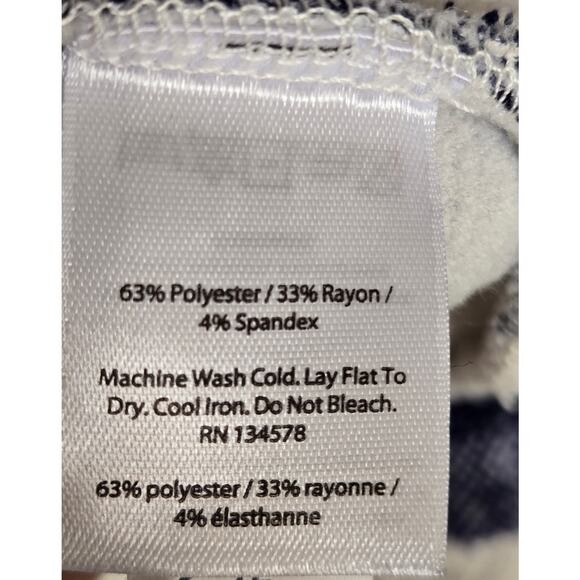 63% Polyester / 33% Rayon /
4% Spandex
Machine Wash Cold. Lay Flat To
Dry. Cool Iron. Do Not Bleach.
RN 134578
63% polyester / 33% rayonne /
4% élasthanne